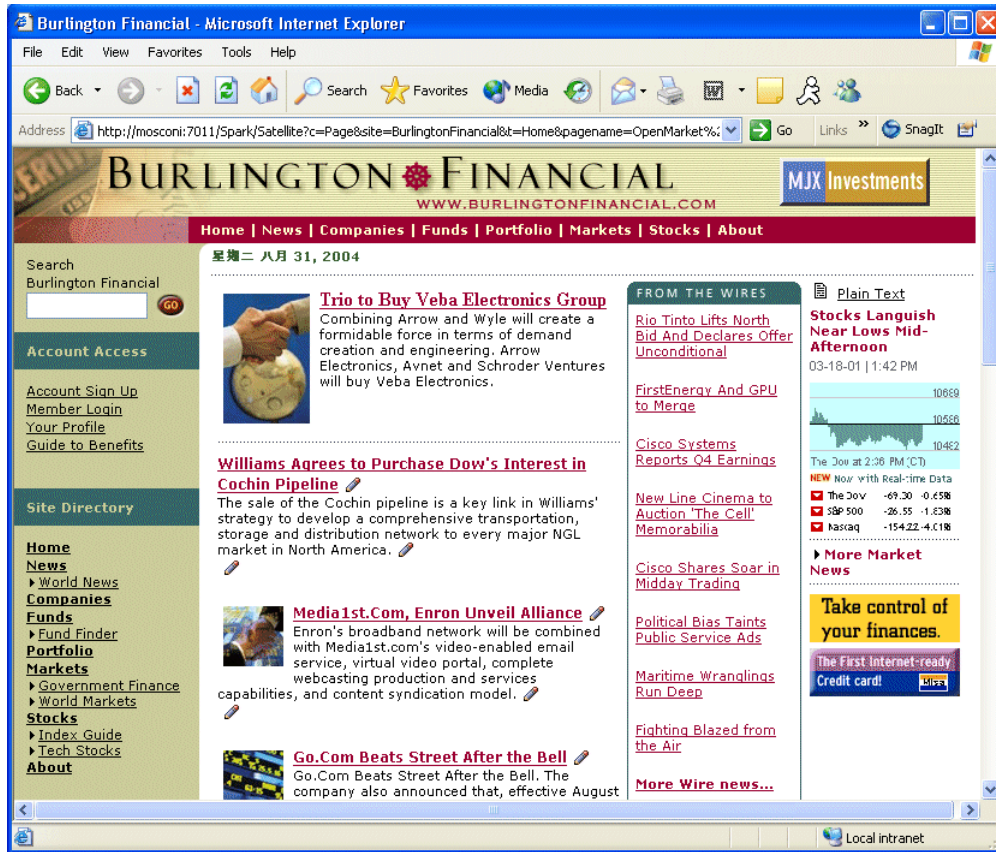 Burlington Financial - Microsoft Internet Explorer
File Edit View Favorites Tools Help
Back Search Favorites Media
Address http://mosconi:7011/Spark/Satellite?c=Page&site=BurlingtonFinancial&t=Home&pagename=OpenMarket% Go Links » SnagIt
BURLINGTON FINANCIAL
WWW.BURLINGTONFINANCIAL.COM
MJX Investments
Home | News | Companies | Funds | Portfolio | Markets | Stocks | About
Search
Burlington Financial
GO
Account Access
Account Sign Up
Member Login
Your Profile
Guide to Benefits
Site Directory
Home
News
World News
Companies
Funds
Fund Finder
Portfolio
Markets
Government Finance
World Markets
Stocks
Index Guide
Tech Stocks
About
星期二 八月 31, 2004
Trio to Buy Veba Electronics Group
Combining Arrow and Wyle will create a
formidable force in terms of demand
creation and engineering. Arrow
Electronics, Avnet and Schroder Ventures
will buy Veba Electronics.
Williams Agrees to Purchase Dow's Interest in
Cochin Pipeline
The sale of the Cochin pipeline is a key link in Williams'
strategy to develop a comprehensive transportation,
storage and distribution network to every major NGL
market in North America.
Media1st.Com, Enron Unveil Alliance
Enron's broadband network will be combined
with Media1st.com's video-enabled email
service, virtual video portal, complete
webcasting production and services
capabilities, and content syndication model.
Go.Com Beats Street After the Bell
Go.Com Beats Street After the Bell. The
company also announced that, effective August
FROM THE WIRES
Rio Tinto Lifts North
Bid And Declares Offer
Unconditional
FirstEnergy And GPU
to Merge
Cisco Systems
Reports Q4 Earnings
New Line Cinema to
Auction 'The Cell'
Memorabilia
Cisco Shares Soar in
Midday Trading
Political Bias Taints
Public Service Ads
Maritime Wranglings
Run Deep
Fighting Blazed from
the Air
More Wire news...
Plain Text
Stocks Languish
Near Lows Mid-
Afternoon
03-18-01 | 1:42 PM
10689
10586
10482
The Dow at 2:36 PM (CT)
NEW Now with Real-time Data
The Dow -69.30 -0.65%
S&P 500 -26.55 -1.83%
Nasdaq -154.22 -4.01%
More Market
News
Take control of
your finances.
The First Internet-ready
Credit card!
Local intranet